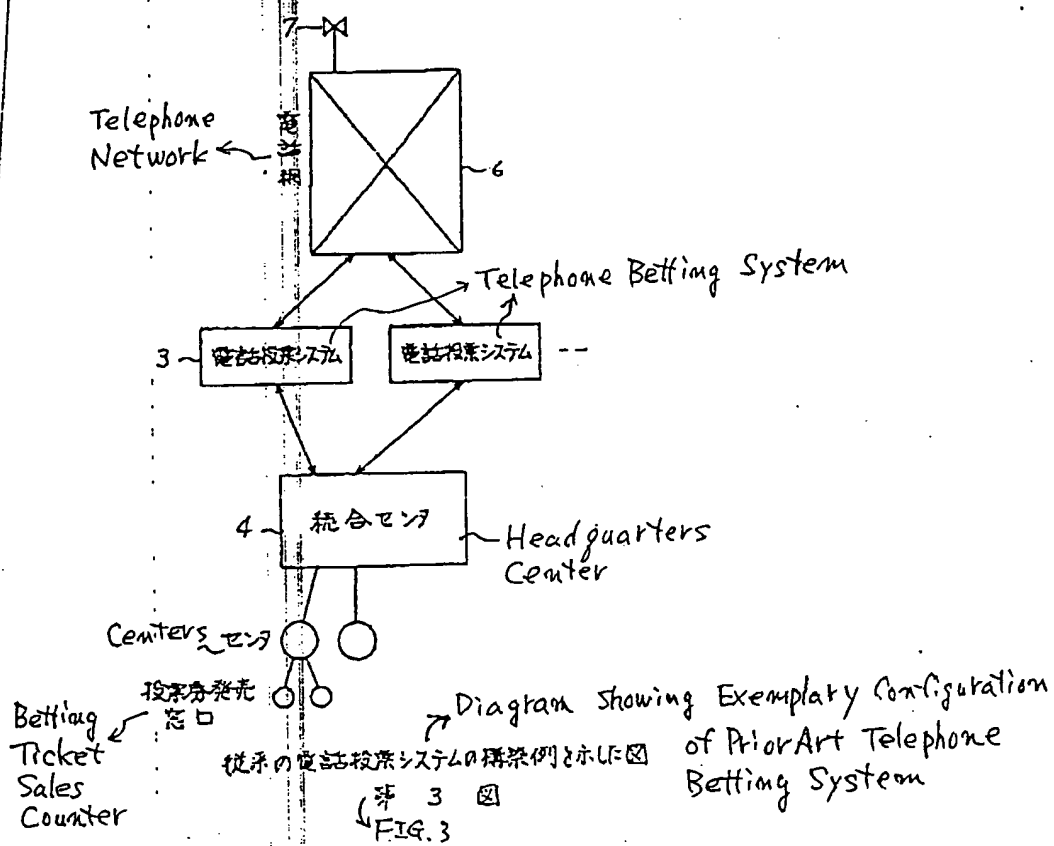 7
Telephone
Network
電話網
6
Telephone Betting System
3
電話投票システム
電話投票システム
--
4
統合センタ
Headquarters
Center
Centers
センタ
投票券発売
窓口
Betting
Ticket
Sales
Counter
Diagram Showing Exemplary Configuration
of Prior Art Telephone
Betting System
従来の電話投票システムの構築例を示した図
第 3 図
FIG.3